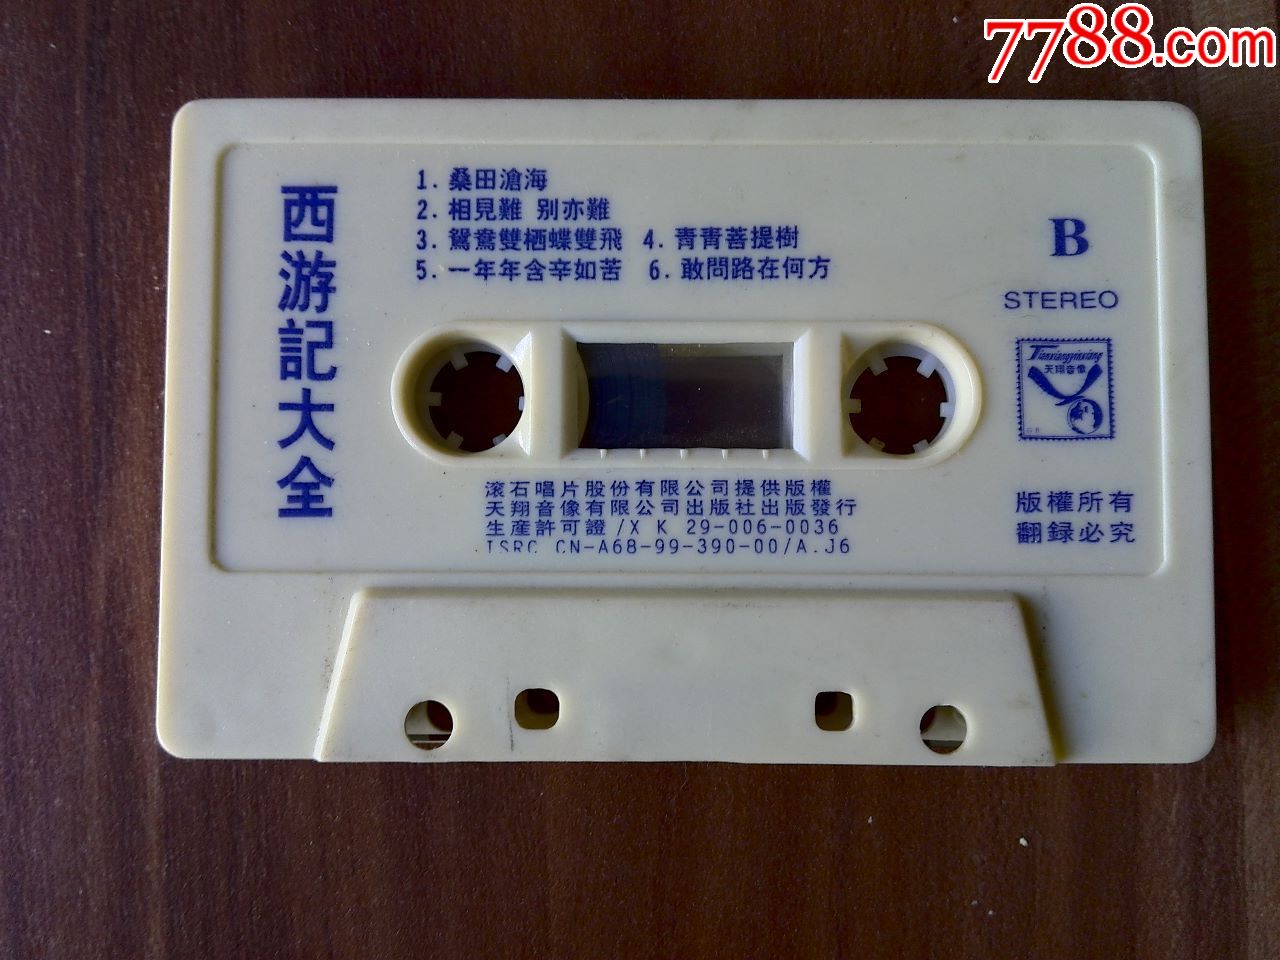 7788.com
西游記大全
1. 桑田滄海
2. 相見難 别亦難
3. 鴛鴦雙栖蝶雙飛 4. 青青菩提樹
5. 一年年含辛如苦 6. 敢問路在何方
B
STEREO
Tianxiangyinxiang
天翔音像
滚石唱片股份有限公司提供版權
天翔音像有限公司出版社出版發行
生産許可證/X K 29-006-0036
ISRC CN-A68-99-390-00/A.J6
版權所有
翻録必究